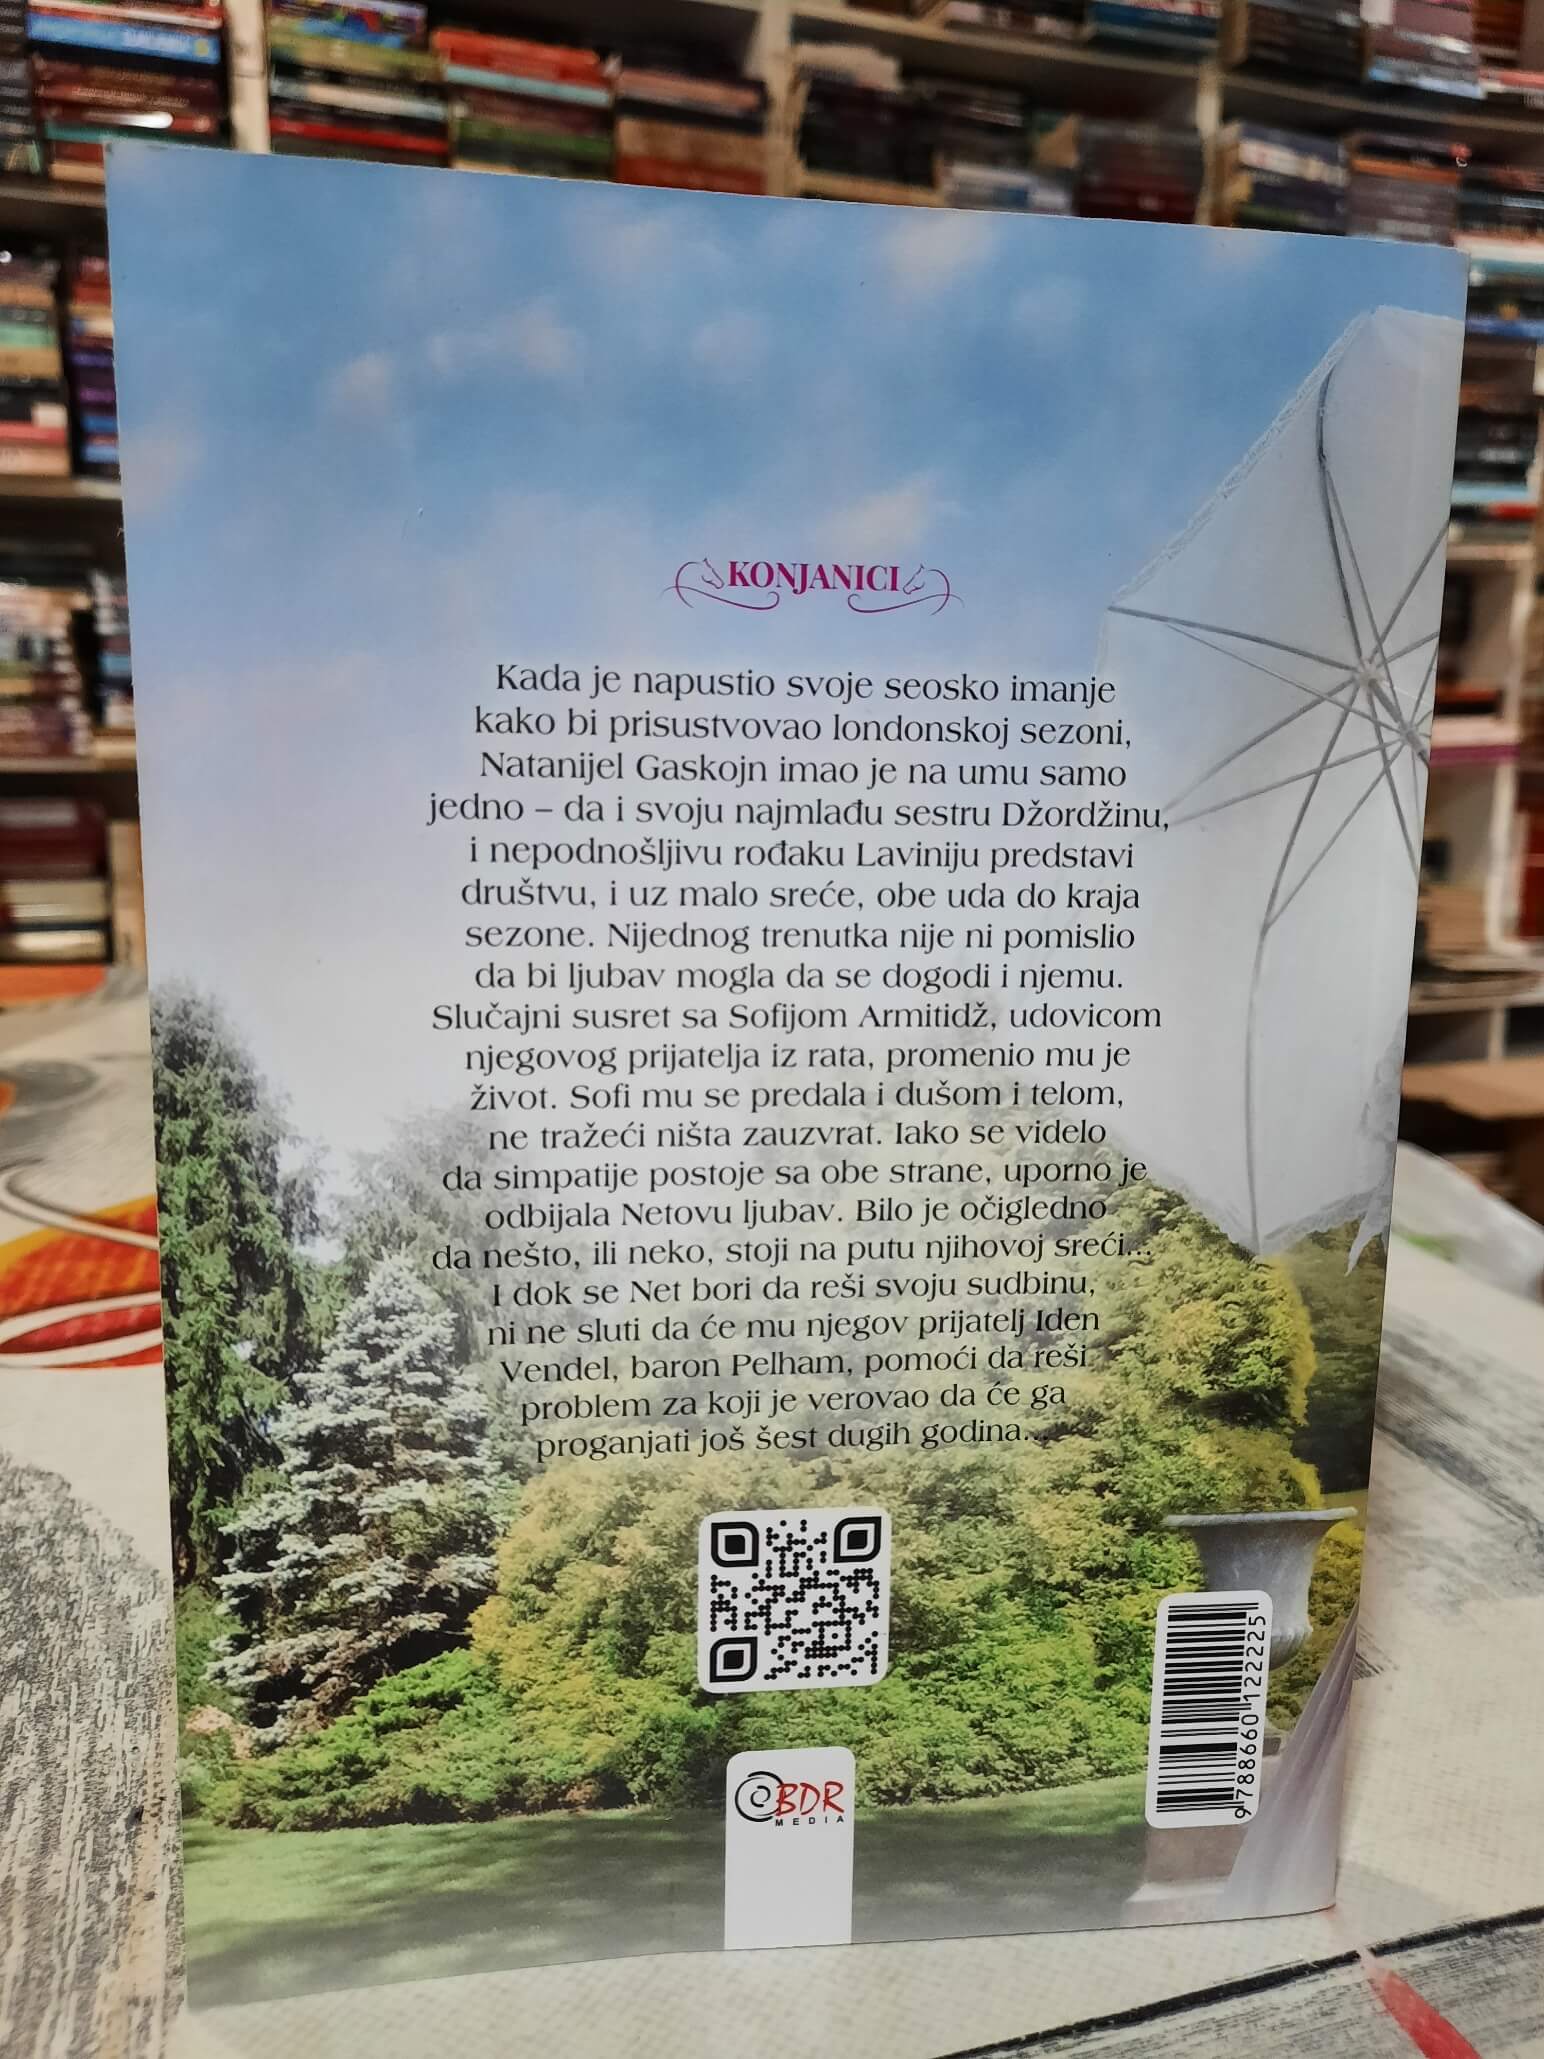 KONJANICI
Kada je napustio svoje seosko imanje
kako bi prisustvovao londonskoj sezoni,
Natanijel Gaskojn imao je na umu samo
jedno – da i svoju najmlađu sestru Džordžinu,
i nepodnošljivu rođaku Laviniju predstavi
društvu, i uz malo sreće, obe uda do kraja
sezone. Nijednog trenutka nije ni pomislio
da bi ljubav mogla da se dogodi i njemu.
Slučajni susret sa Sofijom Armitidž, udovicom
njegovog prijatelja iz rata, promenio mu je
život. Sofi mu se predala i dušom i telom,
ne tražeći ništa zauzvrat. Iako se videlo
da simpatije postoje sa obe strane, uporno je
odbijala Netovu ljubav. Bilo je očigledno
da nešto, ili neko, stoji na putu njihovoj sreći...
I dok se Net bori da reši svoju sudbinu,
ni ne sluti da će mu njegov prijatelj Iden
Vendel, baron Pelham, pomoći da reši
problem za koji je verovao da će ga
proganjati još šest dugih godina...
BDR
MEDIA
9788660122225